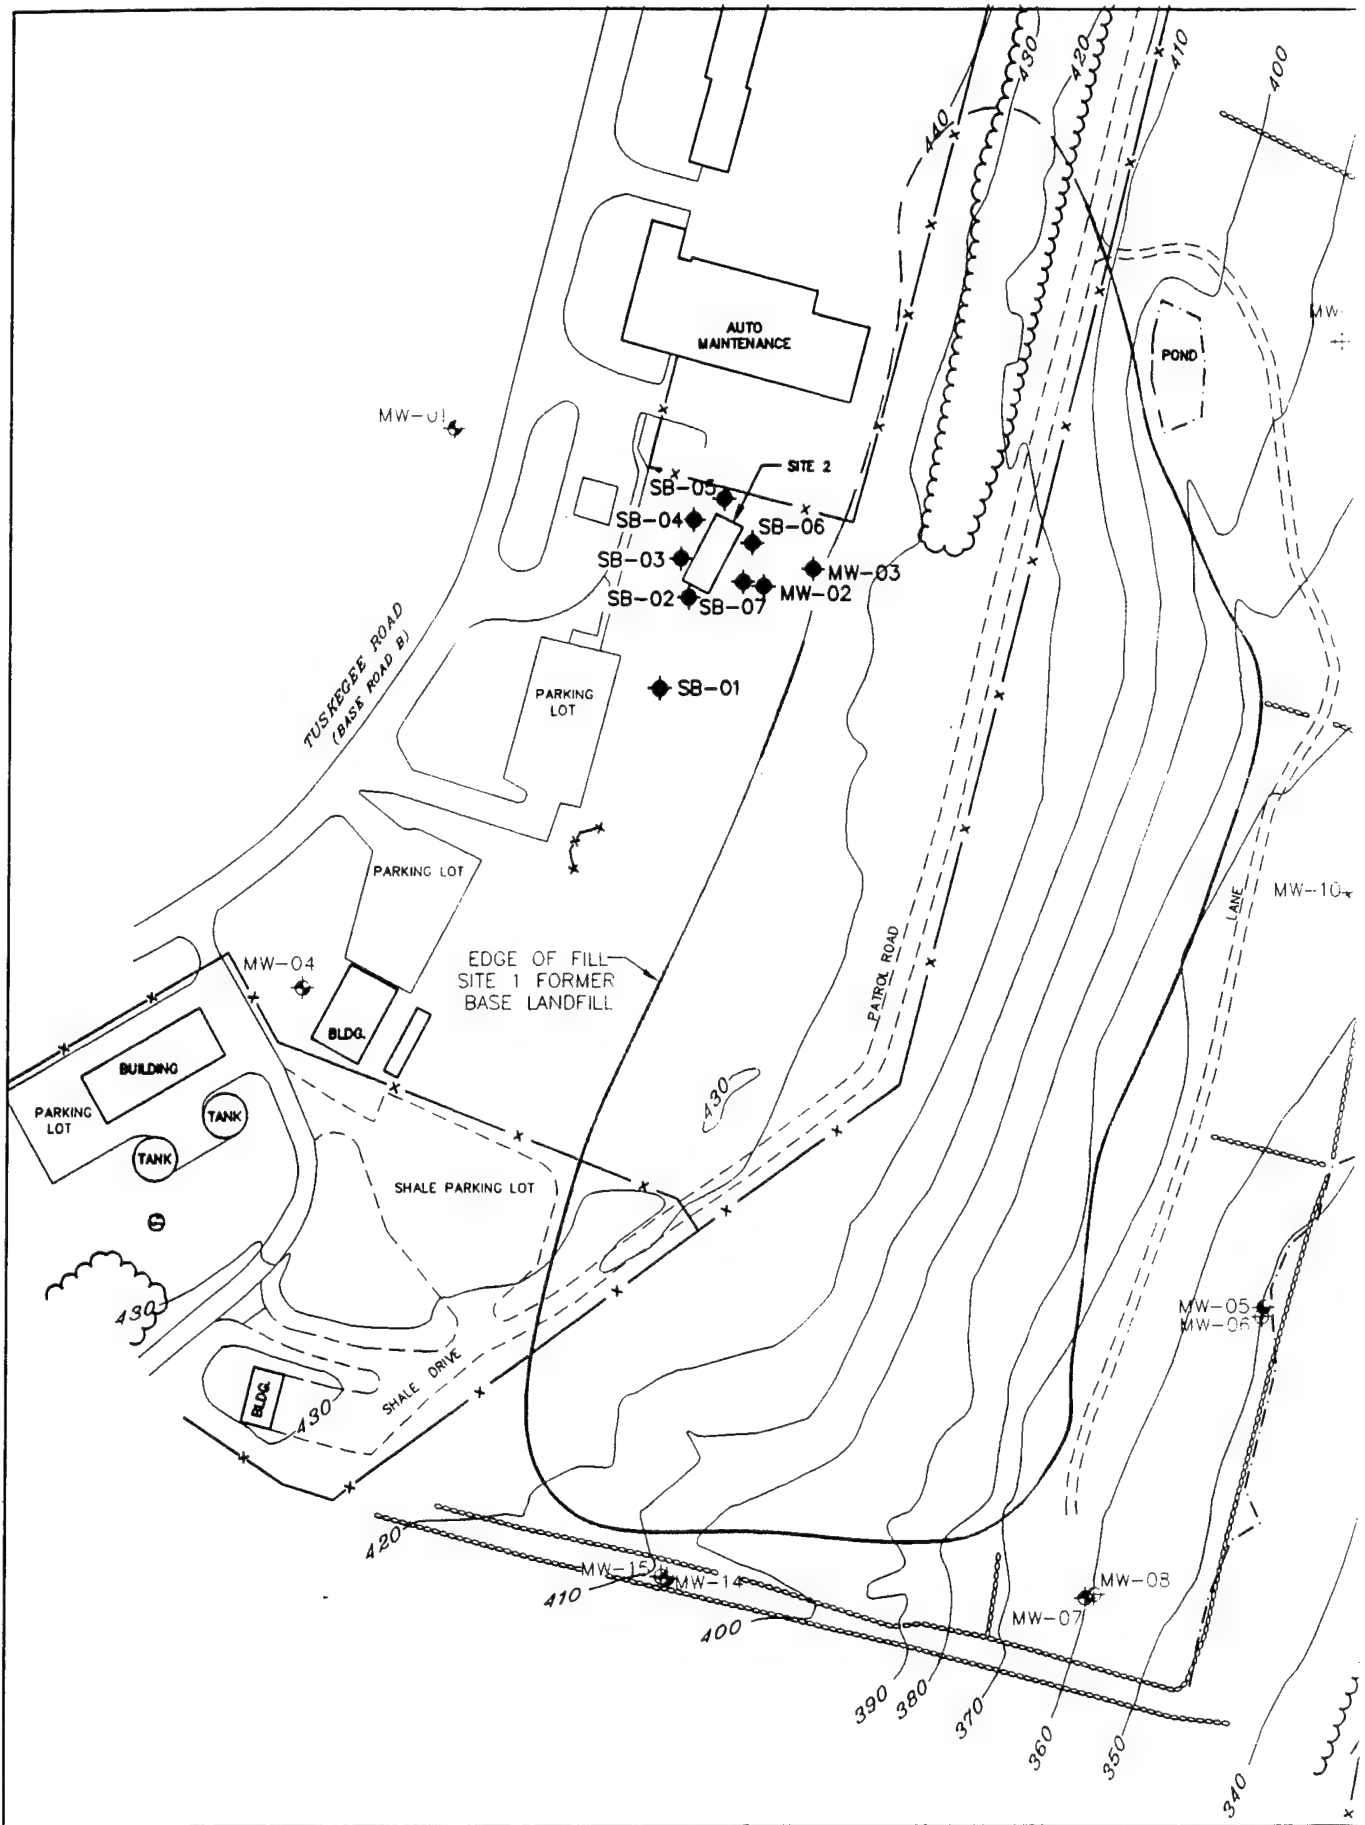 430
420
410
400
440
AUTO
MAINTENANCE
POND
MW-
MW-01
SITE 2
SB-05
SB-04
SB-06
SB-03
MW-03
SB-02
SB-07
MW-02
SB-01
TUSKEGEE ROAD
(BASE ROAD B)
PARKING
LOT
PARKING LOT
MW-10
LANE
PATROL ROAD
EDGE OF FILL
SITE 1 FORMER
BASE LANDFILL
MW-04
BLDG.
BUILDING
PARKING
LOT
TANK
TANK
430
SHALE PARKING LOT
S
430
MW-05
MW-06
SHALE DRIVE
BLDG.
430
420
MW-15
MW-14
410
400
MW-08
MW-07
390
380
370
360
350
340